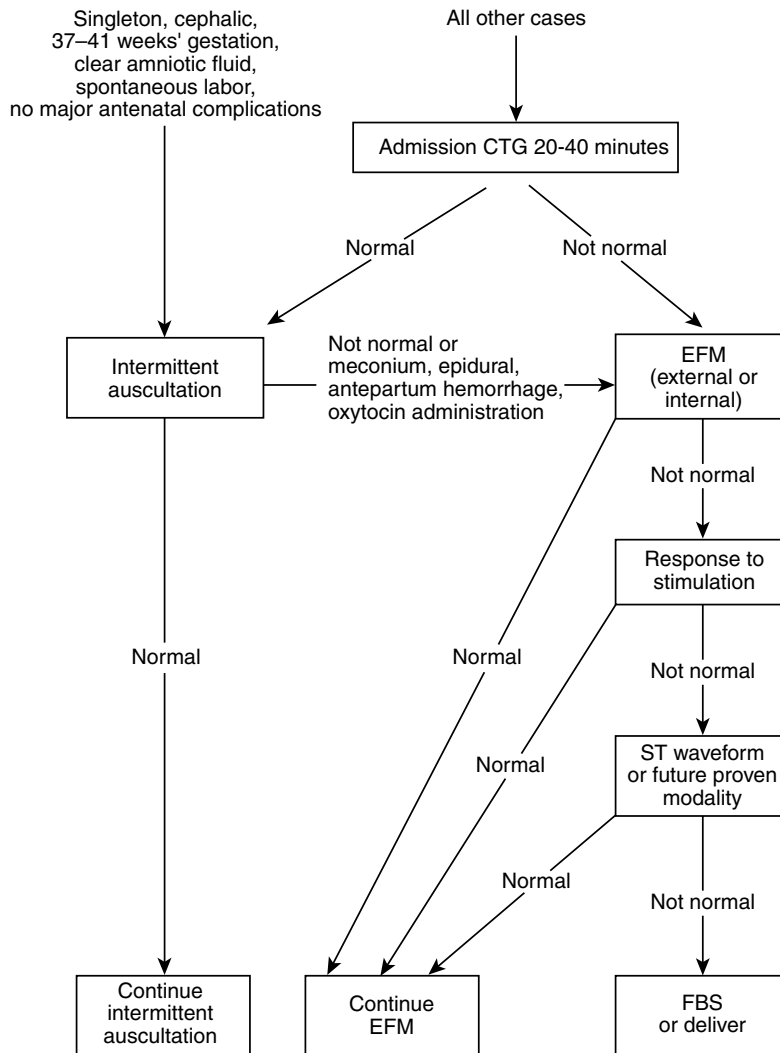 Singleton, cephalic,
37–41 weeks' gestation,
clear amniotic fluid,
spontaneous labor,
no major antenatal complications
All other cases
Admission CTG 20-40 minutes
Normal
Not normal
Intermittent
auscultation
Not normal or
meconium, epidural,
antepartum hemorrhage,
oxytocin administration
EFM
(external or
internal)
Not normal
Response to
stimulation
Normal
Normal
Not normal
ST waveform
or future proven
modality
Normal
Normal
Not normal
Continue
intermittent
auscultation
Continue
EFM
FBS
or deliver